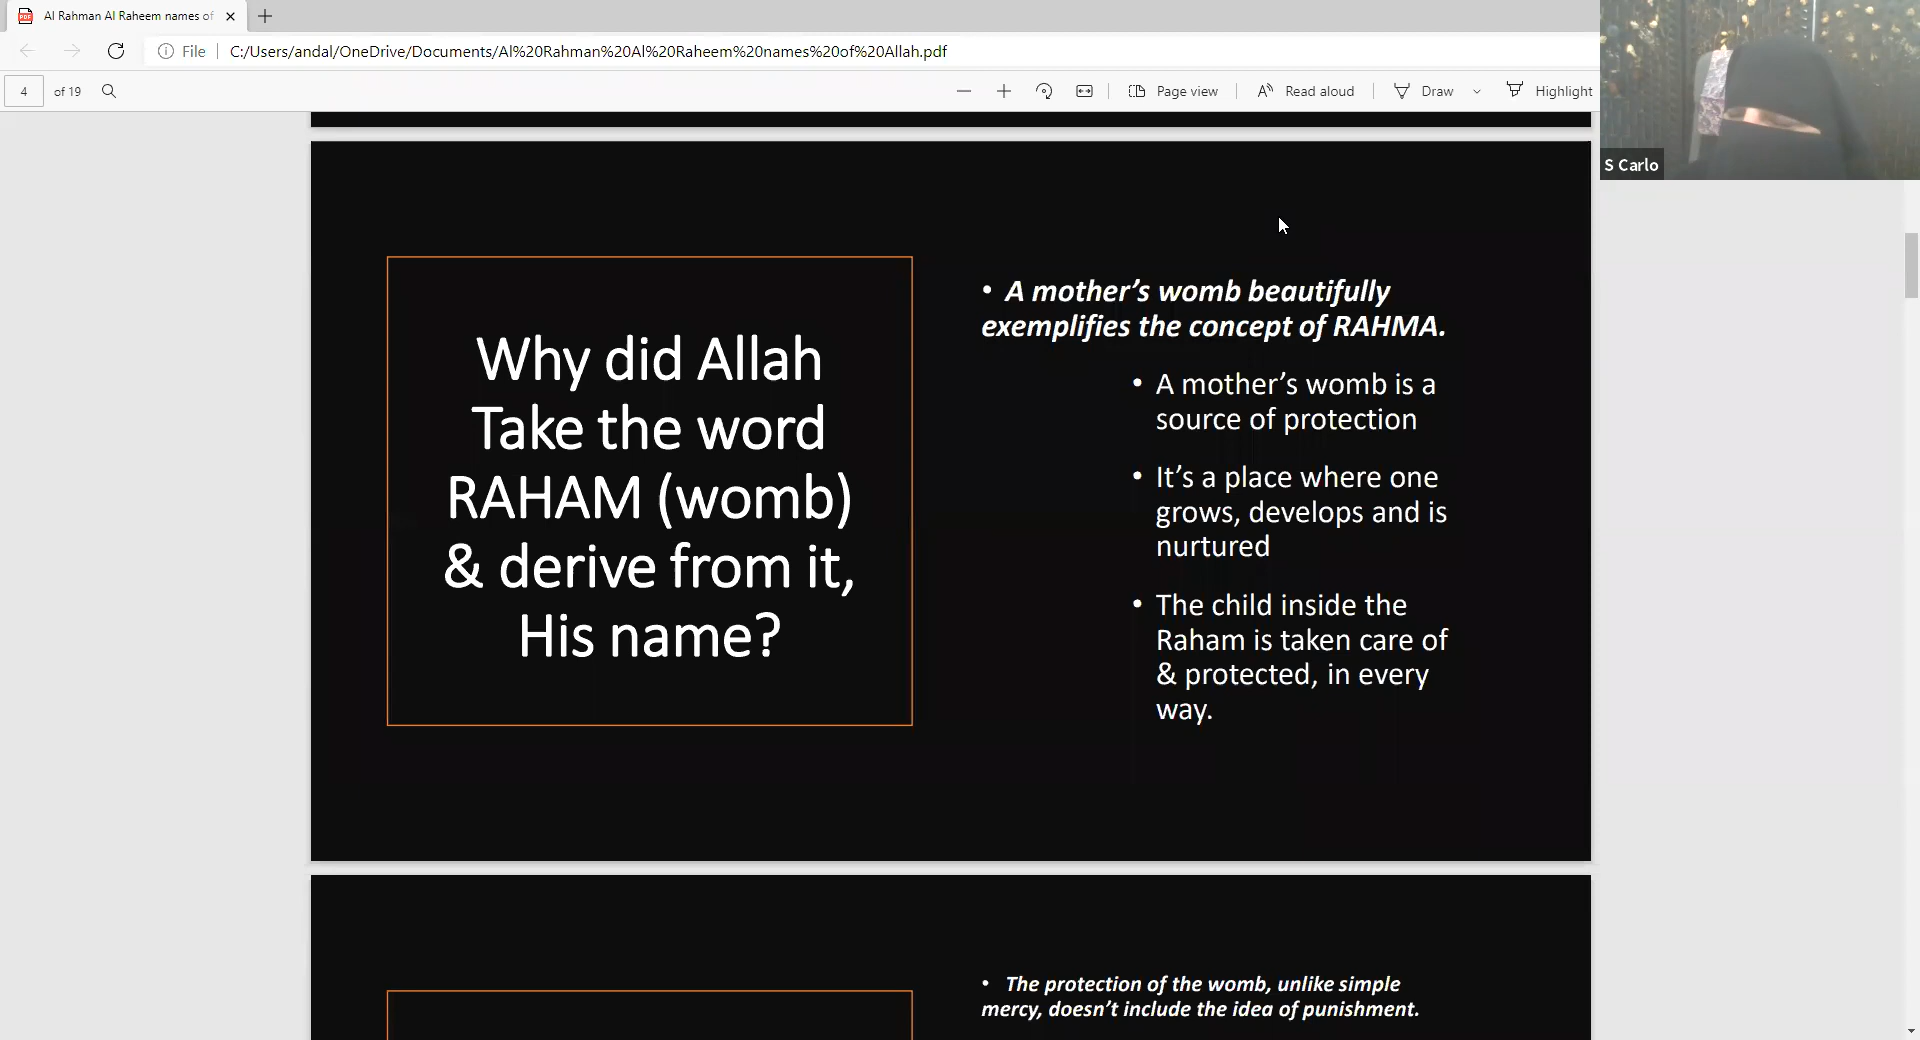 Al Rahman Al Raheem names of
File
C:/Users/andal/OneDrive/Documents/Al%20Rahman%20Al%20Raheem%20names%20of%20Allah.pdf
4 of 19
Page view
Read aloud
Draw
Highlight
S Carlo
Why did Allah
Take the word
RAHAM (womb)
& derive from it,
His name?
• A mother’s womb beautifully
exemplifies the concept of RAHMA.
• A mother’s womb is a
source of protection
• It’s a place where one
grows, develops and is
nurtured
• The child inside the
Raham is taken care of
& protected, in every
way.
• The protection of the womb, unlike simple
mercy, doesn’t include the idea of punishment.